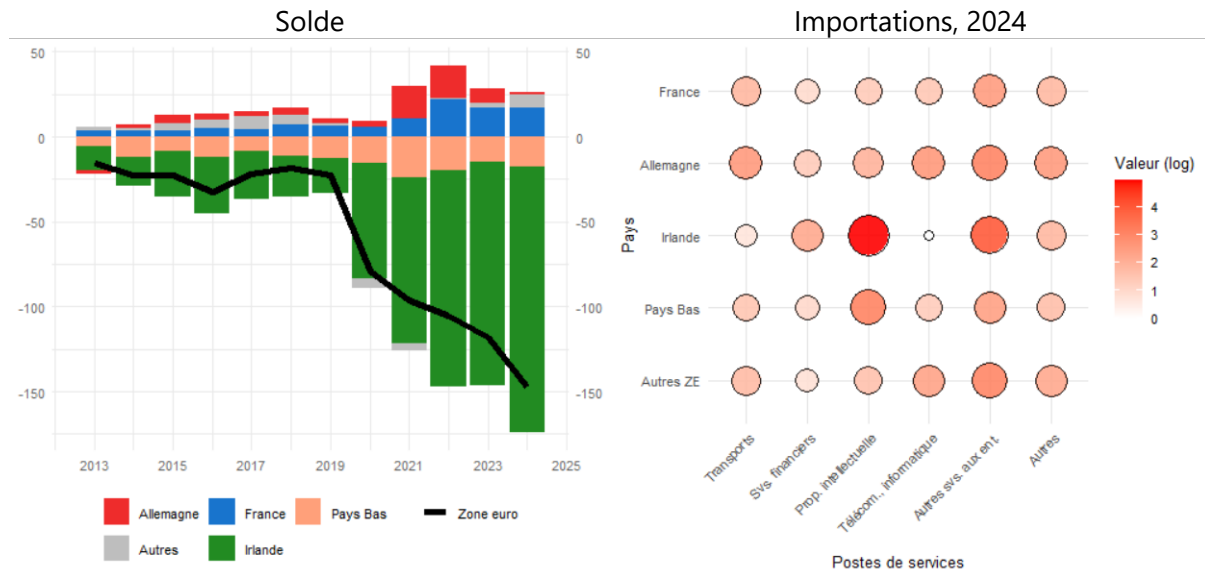 Solde
Importations, 2024
50
0
-50
-100
-150
50
0
-50
-100
-150
2013
2015
2017
2019
2021
2023
2025
Allemagne
France
Pays Bas
Zone euro
Autres
Irlande
Pays
France
Allemagne
Irlande
Pays Bas
Autres ZE
Transports
Svs. financiers
Prop. intellectuelle
Télécom., informatique
Autres svs. aux ent.
Autres
Postes de services
Valeur (log)
4
3
2
1
0